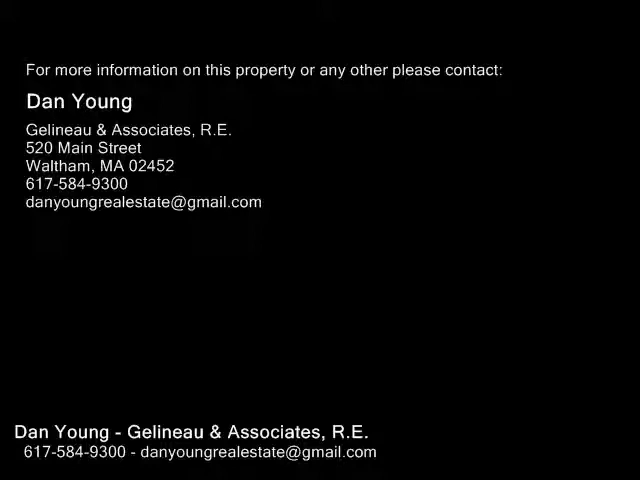 For more information on this property or any other please contact:
Dan Young
Gelineau & Associates, R.E.
520 Main Street
Waltham, MA 02452
617-584-9300
danyoungrealestate@gmail.com
Dan Young - Gelineau & Associates, R.E.
617-584-9300 - danyoungrealestate@gmail.com